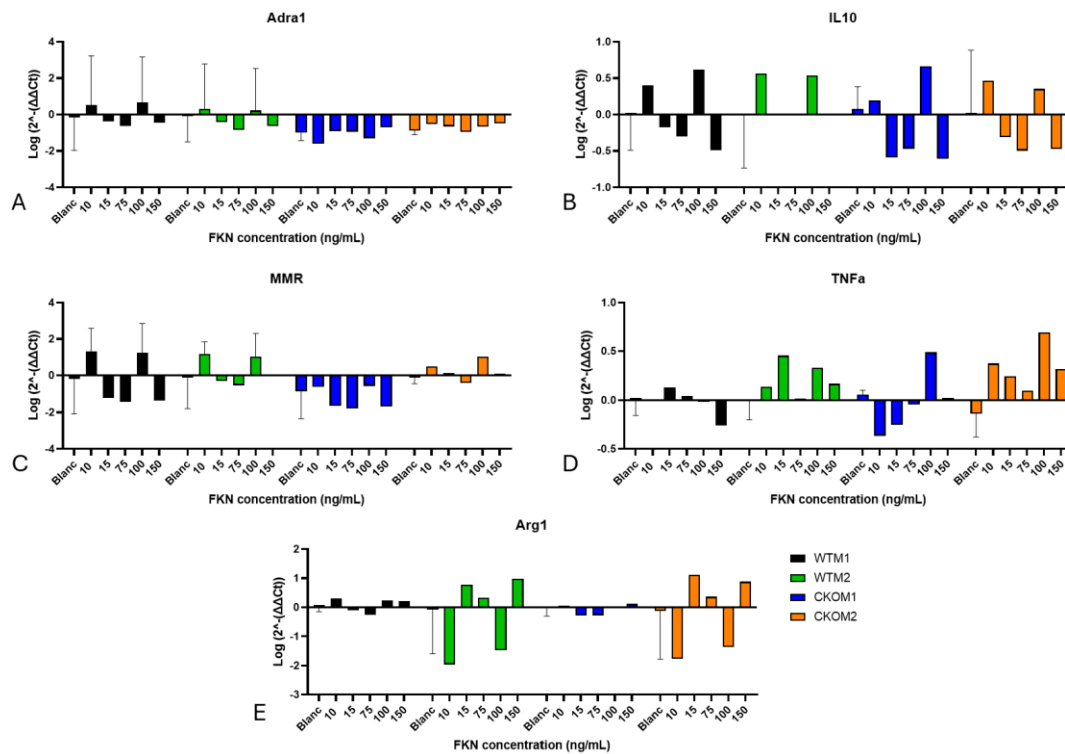 Adra1
Log (2^-(ΔΔCt))
4
2
0
-2
-4
Blanc 10 15 75 100 150 Blanc 10 15 75 100 150 Blanc 10 15 75 100 150 Blanc 10 15 75 100 150
FKN concentration (ng/mL)
A
IL10
Log (2^-(ΔΔCt))
1.0
0.5
0.0
-0.5
-1.0
Blanc 10 15 75 100 150 Blanc 10 15 75 100 150 Blanc 10 15 75 100 150 Blanc 10 15 75 100 150
FKN concentration (ng/mL)
B
MMR
Log (2^-(ΔΔCt))
4
2
0
-2
-4
Blanc 10 15 75 100 150 Blanc 10 15 75 100 150 Blanc 10 15 75 100 150 Blanc 10 15 75 100 150
FKN concentration (ng/mL)
C
TNFa
Log (2^-(ΔΔCt))
1.0
0.5
0.0
-0.5
Blanc 10 15 75 100 150 Blanc 10 15 75 100 150 Blanc 10 15 75 100 150 Blanc 10 15 75 100 150
FKN concentration (ng/mL)
D
Arg1
Log (2^-(ΔΔCt))
2
1
0
-1
-2
-3
Blanc 10 15 75 100 150 Blanc 10 15 75 100 150 Blanc 10 15 75 100 150 Blanc 10 15 75 100 150
FKN concentration (ng/mL)
E
WTM1
WTM2
CKOM1
CKOM2